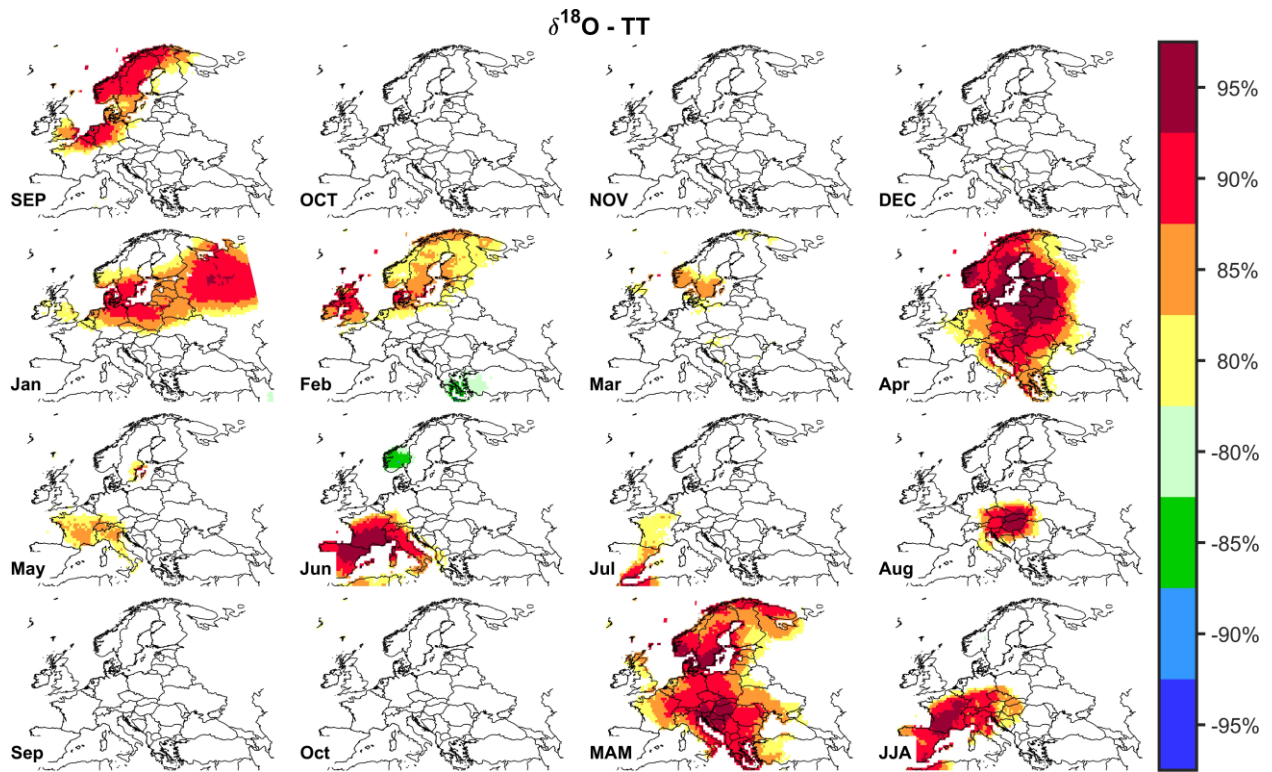 δ¹⁸O - TT
SEP
OCT
NOV
DEC
Jan
Feb
Mar
Apr
May
Jun
Jul
Aug
Sep
Oct
MAM
JJA
95%
90%
85%
80%
-80%
-85%
-90%
-95%